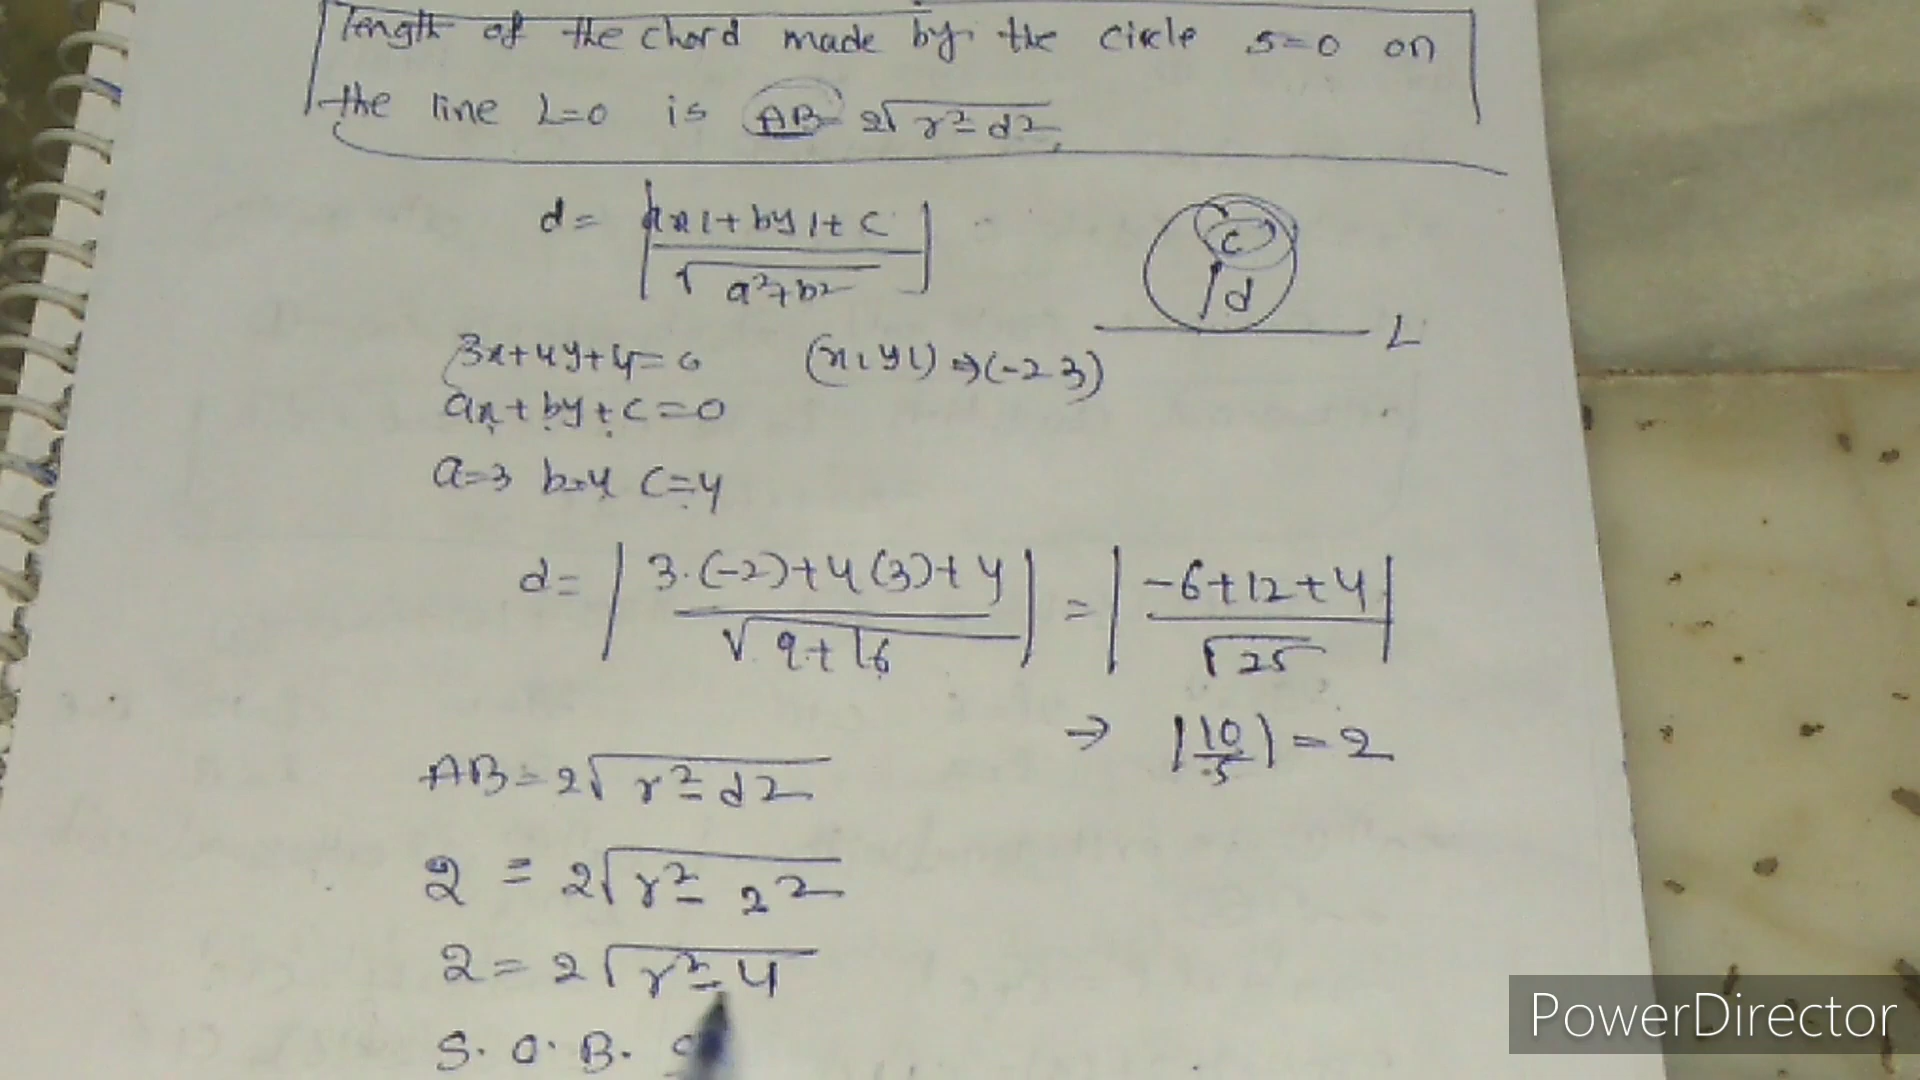 length of the chord made by the circle S=0 on
the line L=0 is AB = 2√r²-d²
d= |ax1+by1+c / √a²+b²|
C
d
L
3x+4y+4=0 (x1,y1) ⇒ (-2 3)
ax+by+c=0
a=3 b=4 c=4
d= |3.(-2)+4(3)+4 / √9+16| = |-6+12+4 / √25|
→ |10/5| = 2
AB = 2√r²-d²
2 = 2√r²-2²
2 = 2√r²-4
S.O.B.S
PowerDirector